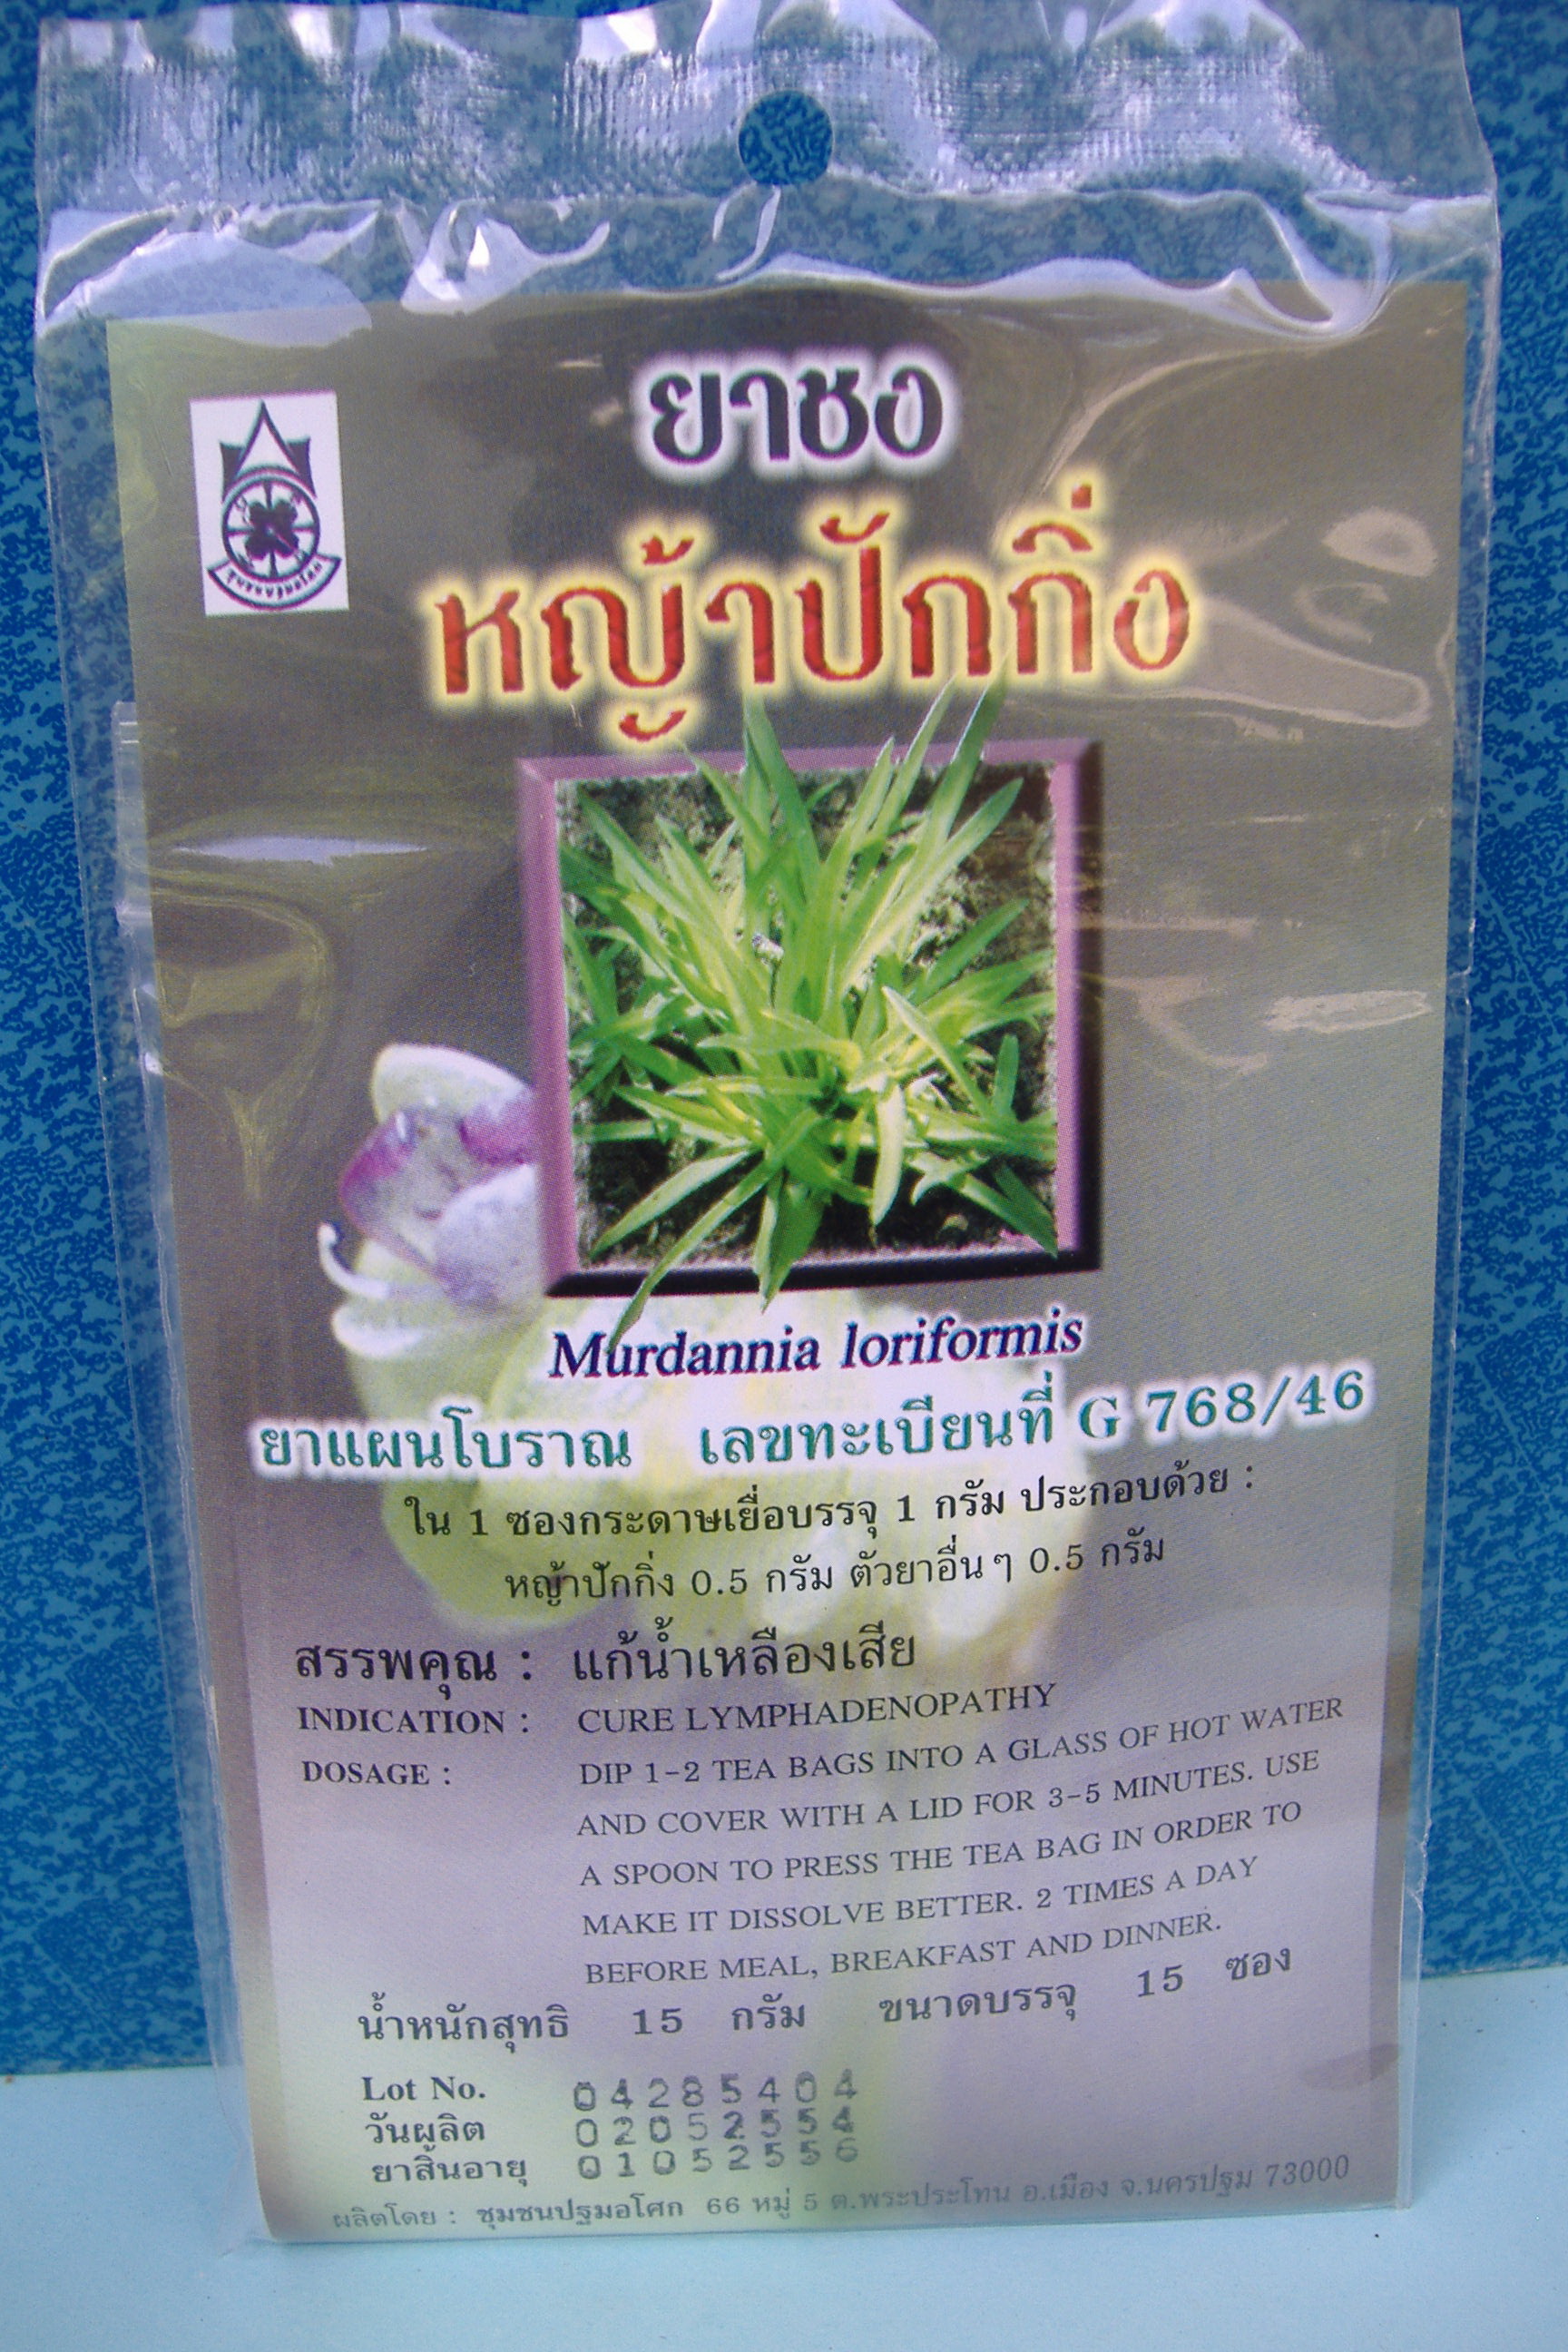 ยาชง
หญ้าปักกิ่ง
Murdannia loriformis
ยาแผนโบราณ เลขทะเบียนที่ G 768/46
ใน 1 ซองกระดาษเยื่อบรรจุ 1 กรัม ประกอบด้วย :
หญ้าปักกิ่ง 0.5 กรัม ตัวยาอื่นๆ 0.5 กรัม
สรรพคุณ : แก้น้ำเหลืองเสีย
INDICATION : CURE LYMPHADENOPATHY
DOSAGE : DIP 1-2 TEA BAGS INTO A GLASS OF HOT WATER
AND COVER WITH A LID FOR 3-5 MINUTES. USE
A SPOON TO PRESS THE TEA BAG IN ORDER TO
MAKE IT DISSOLVE BETTER. 2 TIMES A DAY
BEFORE MEAL, BREAKFAST AND DINNER.
น้ำหนักสุทธิ 15 กรัม ขนาดบรรจุ 15 ซอง
Lot No. 04285404
วันผลิต 02052554
ยาสิ้นอายุ 01052556
ผลิตโดย : ชุมชนปฐมอโศก 66 หมู่ 5 ต.พระประโทน อ.เมือง จ.นครปฐม 73000